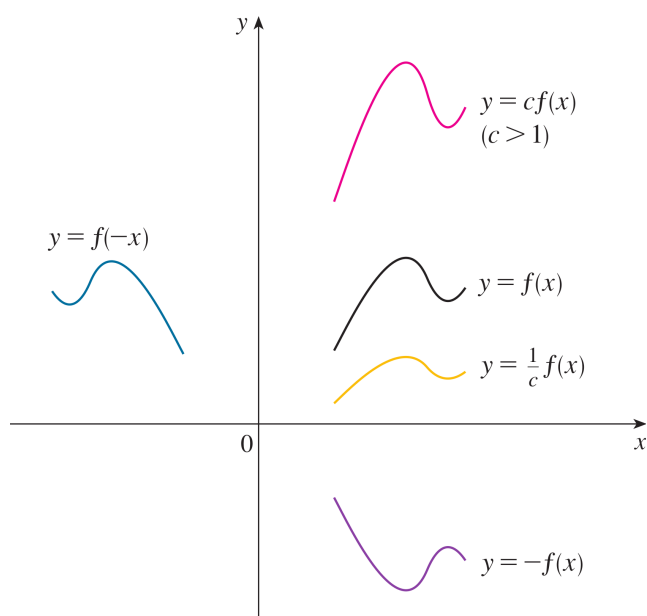 y
y = cf(x)
(c > 1)
y = f(−x)
y = f(x)
y = 1/c f(x)
0
x
y = −f(x)